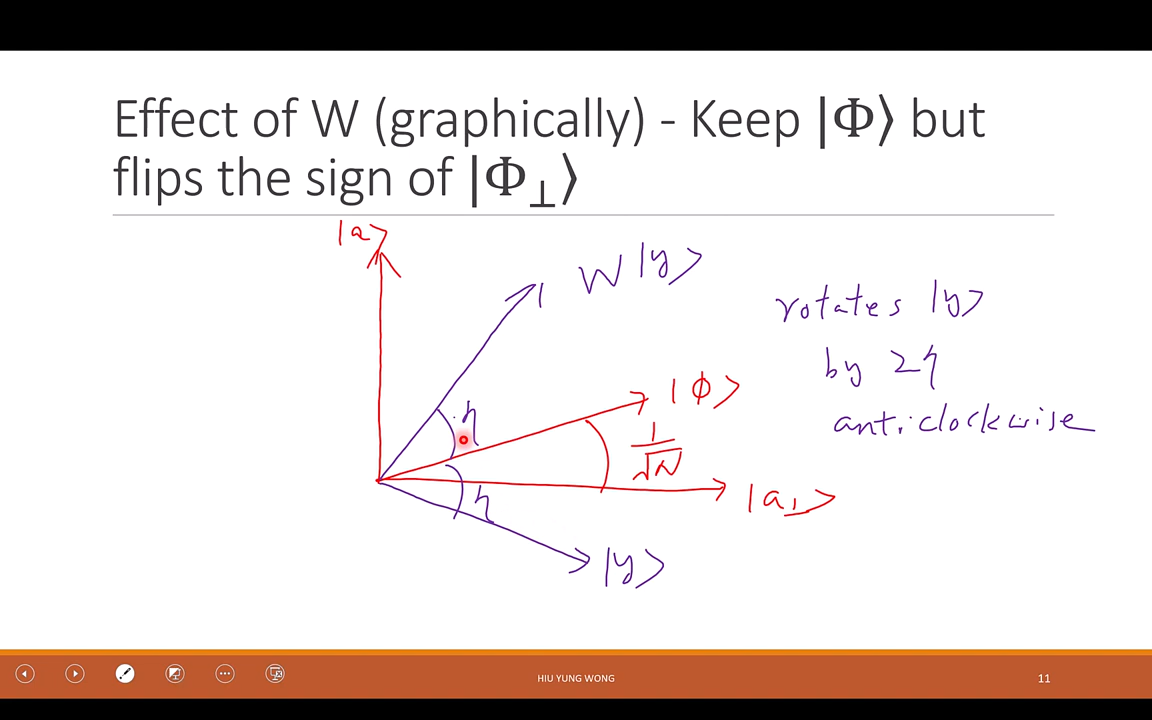 Effect of W (graphically) - Keep |Φ⟩ but
flips the sign of |Φ⊥⟩
|a>
W|y>
rotates |y>
by 2η
anticlockwise
η
|ϕ>
1/√N
|a⊥>
η
|y>
HIU YUNG WONG
11